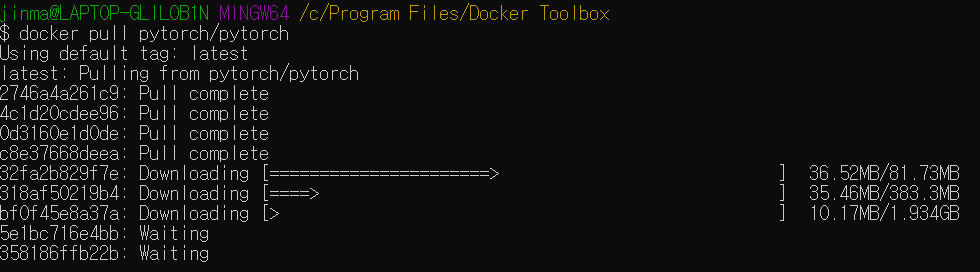 jinma@LAPTOP-GLILOB1N MINGW64 /c/Program Files/Docker Toolbox
$ docker pull pytorch/pytorch
Using default tag: latest
latest: Pulling from pytorch/pytorch
2746a4a261c9: Pull complete
4c1d20cdee96: Pull complete
0d3160e1d0de: Pull complete
c8e37668deea: Pull complete
32fa2b829f7e: Downloading [======================>                            ]  36.52MB/81.73MB
318af50219b4: Downloading [====>                                              ]  35.46MB/383.3MB
bf0f45e8a37a: Downloading [>                                                  ]  10.17MB/1.934GB
5e1bc716e4bb: Waiting
358186ffb22b: Waiting